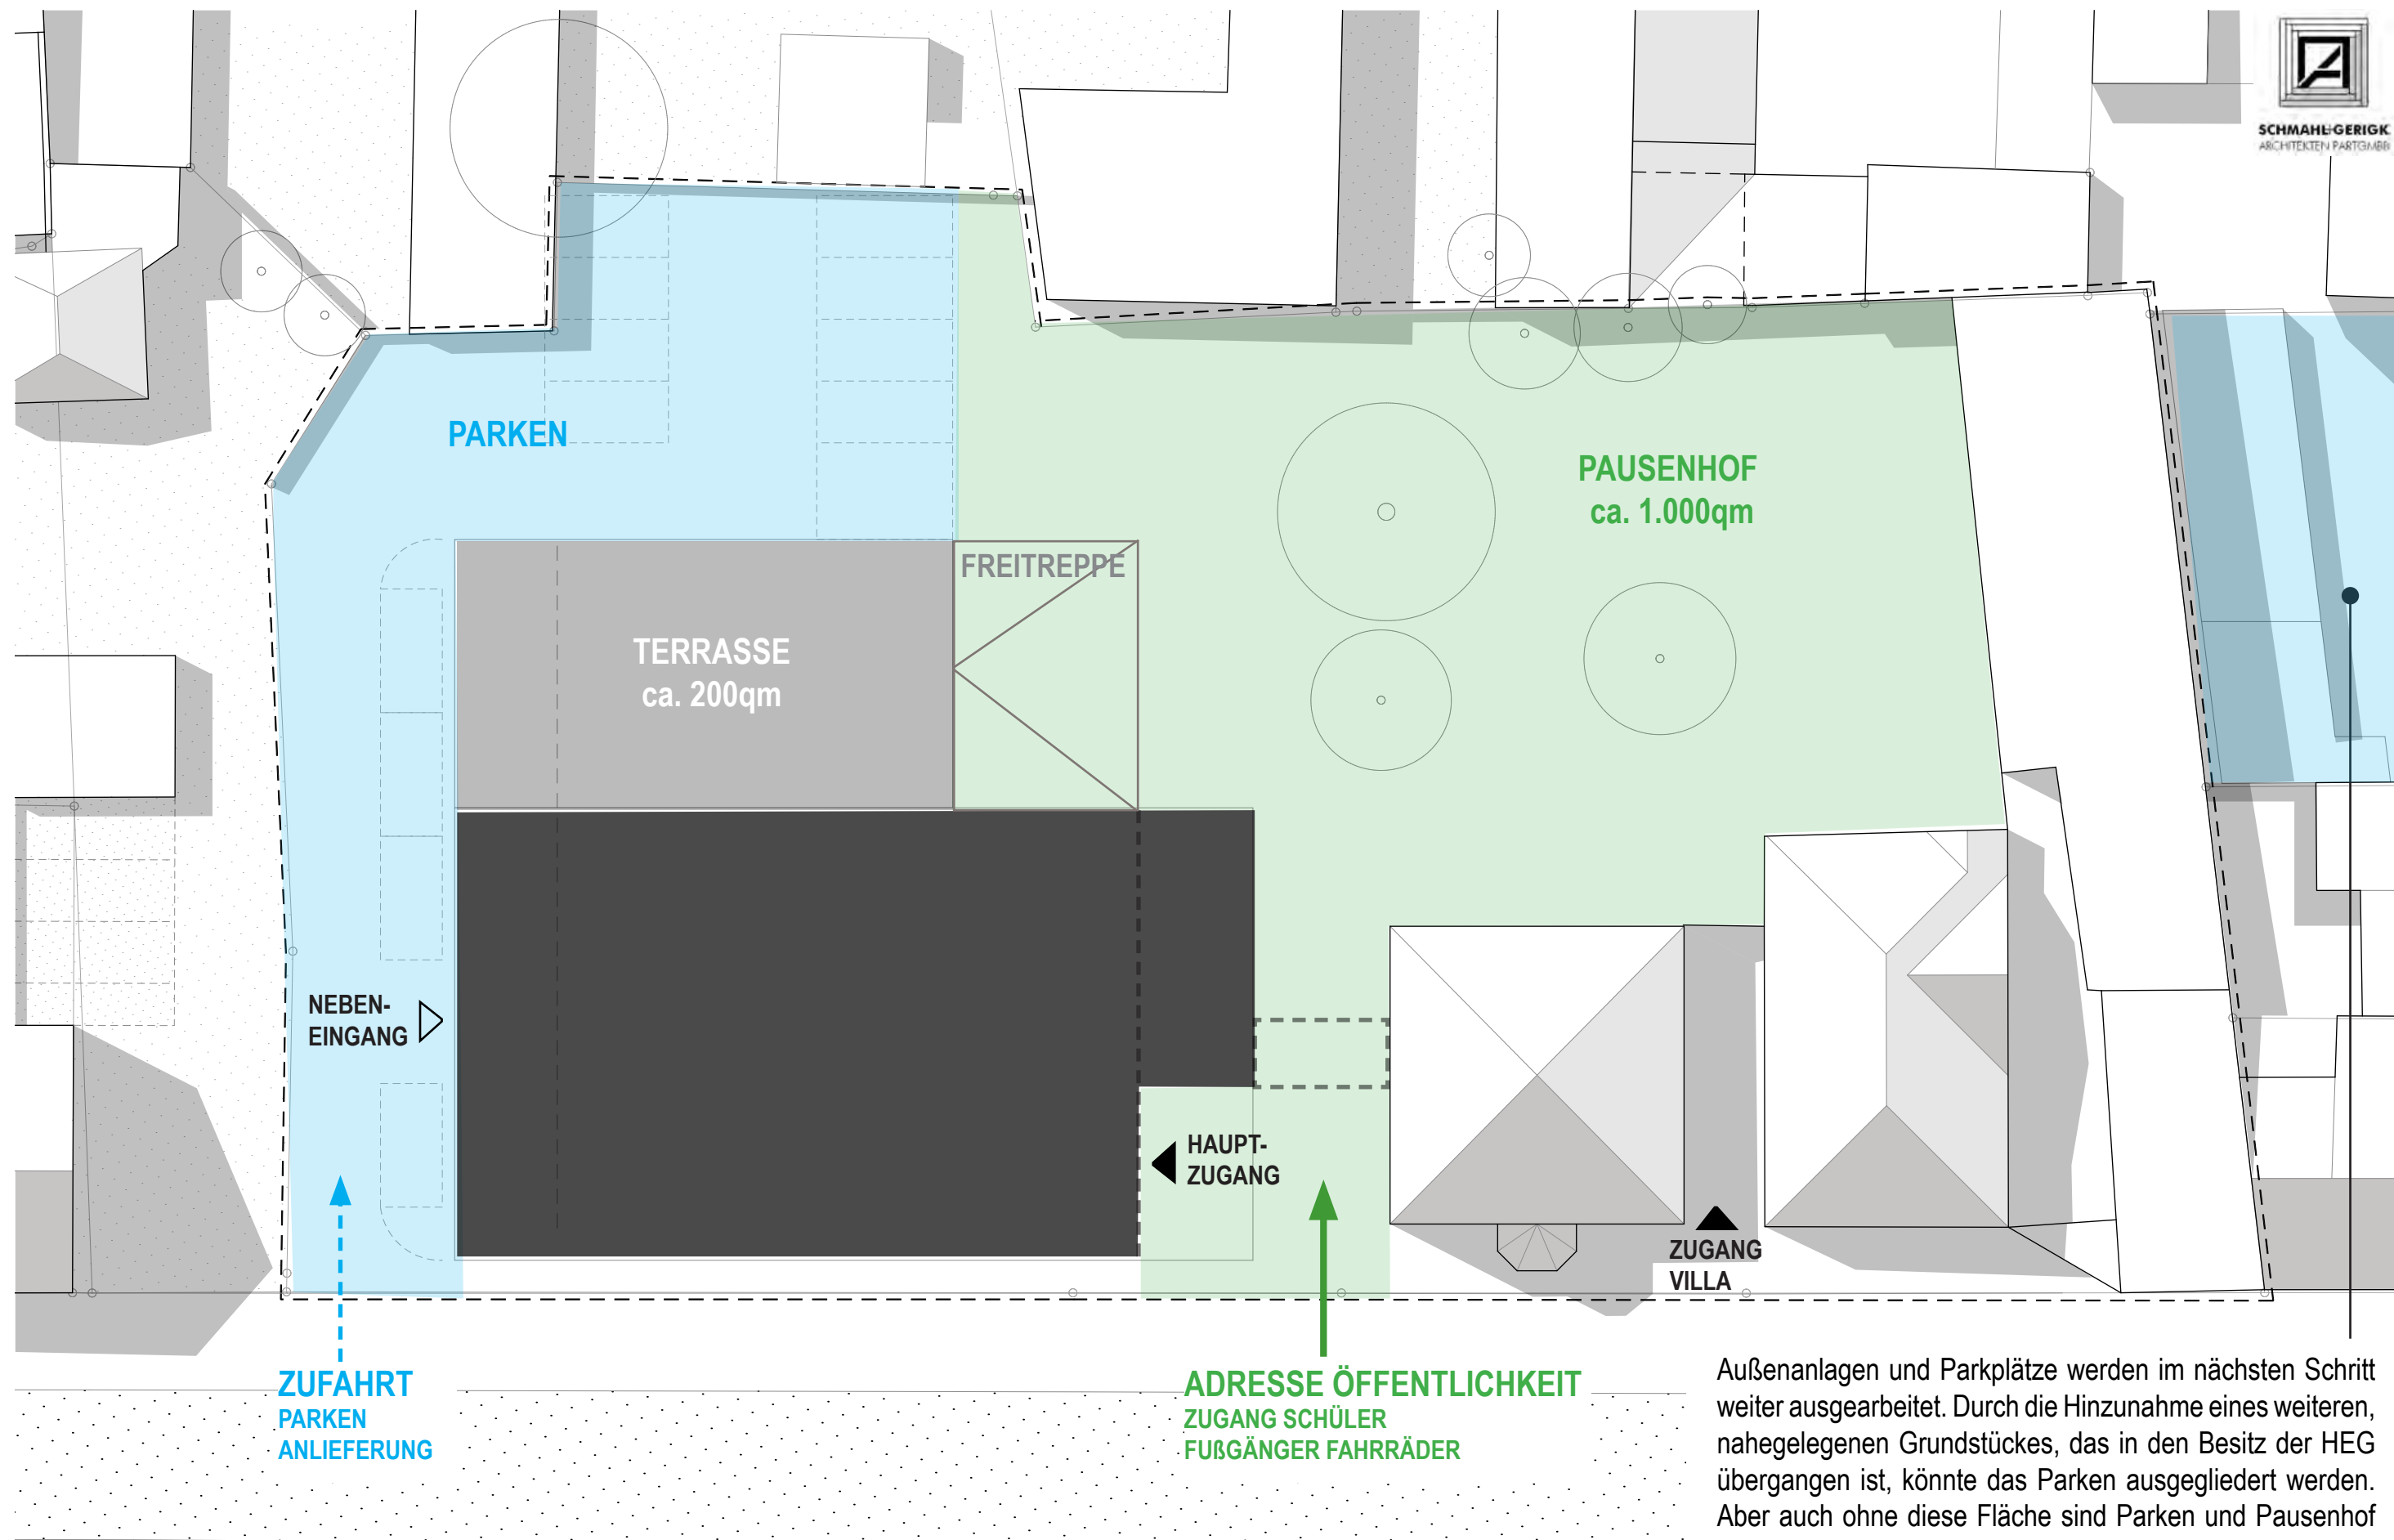 SCHMAHL+GERIGK
ARCHITEKTEN PARTGMBB
PARKEN
PAUSENHOF
ca. 1.000qm
FREITREPPE
TERRASSE
ca. 200qm
NEBEN-
EINGANG
HAUPT-
ZUGANG
ZUGANG
VILLA
ZUFAHRT
PARKEN
ANLIEFERUNG
ADRESSE ÖFFENTLICHKEIT
ZUGANG SCHÜLER
FUßGÄNGER FAHRRÄDER
Außenanlagen und Parkplätze werden im nächsten Schritt
weiter ausgearbeitet. Durch die Hinzunahme eines weiteren,
nahegelegenen Grundstückes, das in den Besitz der HEG
übergangen ist, könnte das Parken ausgegliedert werden.
Aber auch ohne diese Fläche sind Parken und Pausenhof